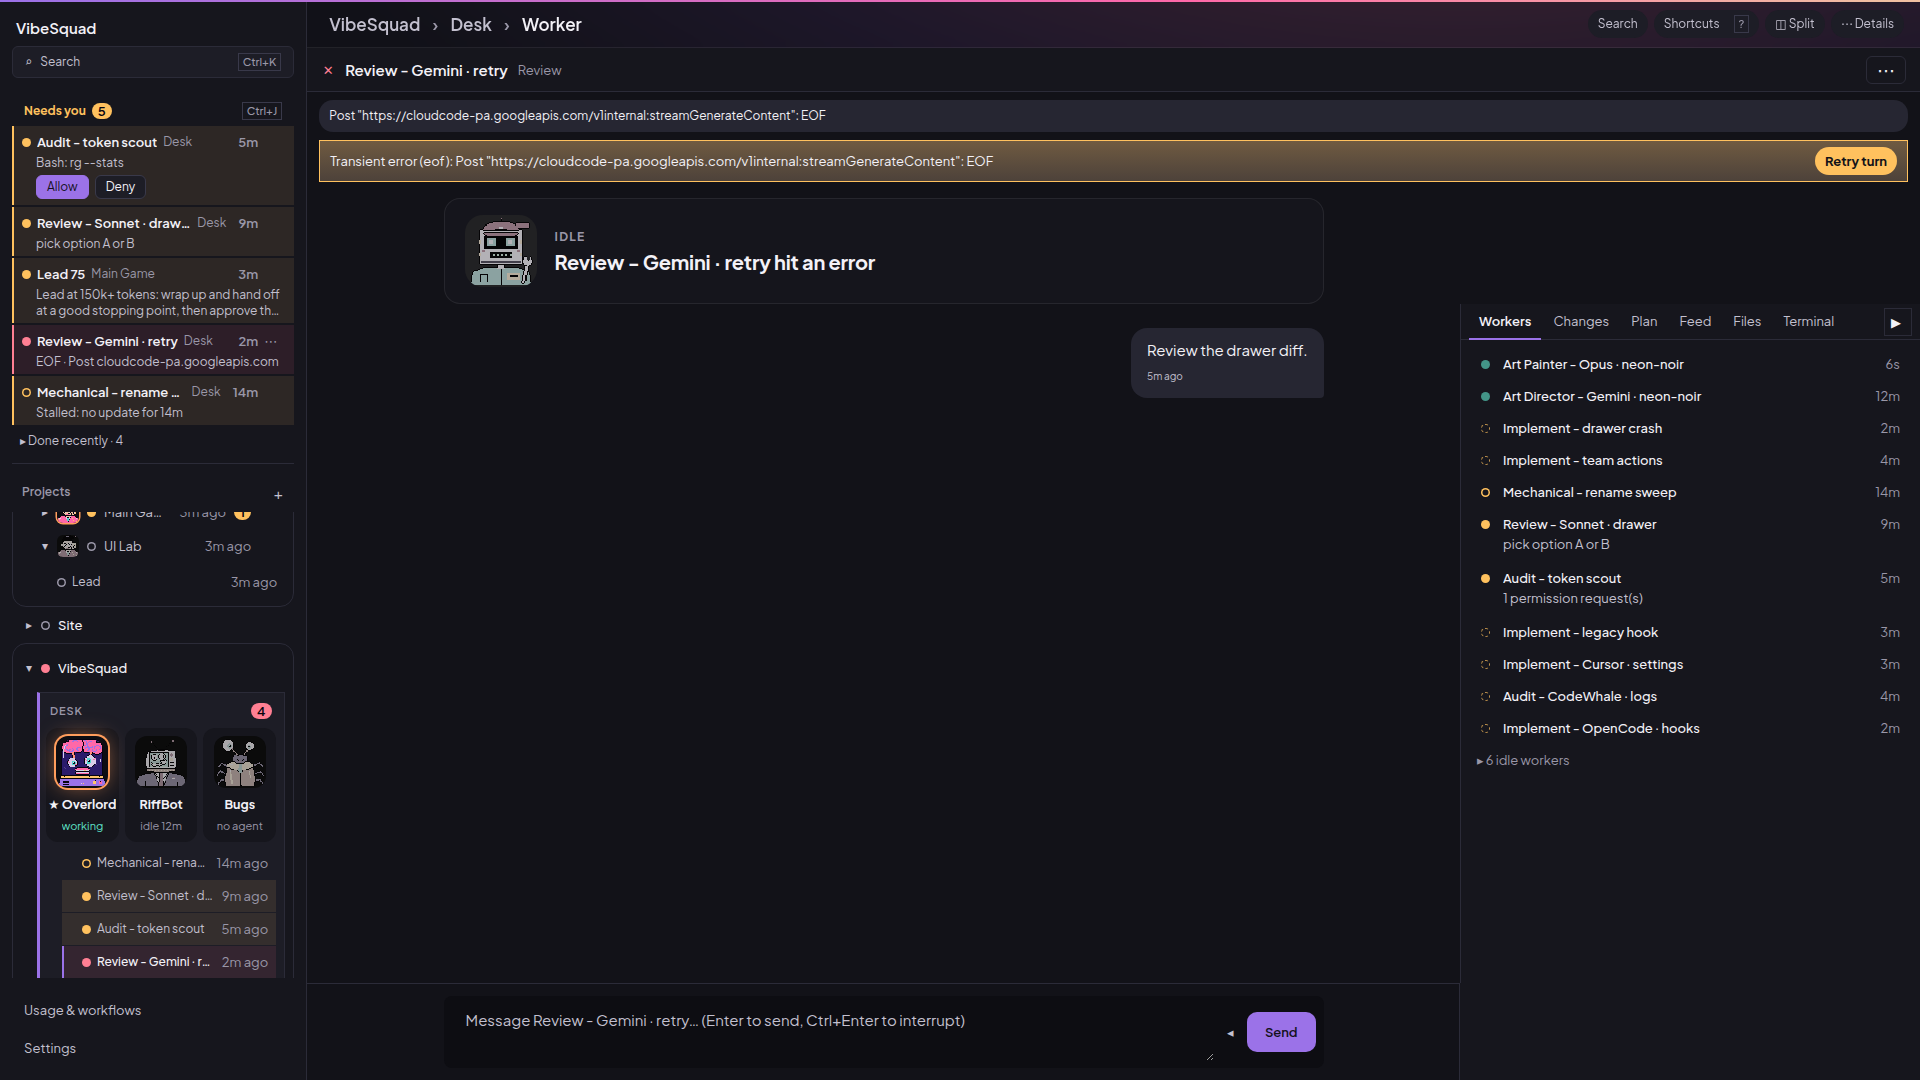 VibeSquad
Search
Ctrl+K
Needs you 5
Ctrl+J
Audit - token scout Desk 5m
Bash: rg --stats
Allow Deny
Review - Sonnet · draw… Desk 9m
pick option A or B
Lead 75 Main Game 3m
Lead at 150k+ tokens: wrap up and hand off
at a good stopping point, then approve th…
Review - Gemini · retry Desk 2m ⋯
EOF · Post cloudcode-pa.googleapis.com
Mechanical - rename … Desk 14m
Stalled: no update for 14m
▸ Done recently · 4
Projects +
Main Ga… 3m ago
UI Lab 3m ago
Lead 3m ago
Site
VibeSquad
DESK 4
★ Overlord RiffBot Bugs
working idle 12m no agent
Mechanical - rena… 14m ago
Review - Sonnet · d… 9m ago
Audit - token scout 5m ago
Review - Gemini · r… 2m ago
Usage & workflows
Settings
VibeSquad › Desk › Worker
Search Shortcuts ? Split ⋯ Details
× Review - Gemini · retry Review ⋯
Post "https://cloudcode-pa.googleapis.com/v1internal:streamGenerateContent": EOF
Transient error (eof): Post "https://cloudcode-pa.googleapis.com/v1internal:streamGenerateContent": EOF
Retry turn
IDLE
Review - Gemini · retry hit an error
Review the drawer diff.
5m ago
Message Review - Gemini · retry… (Enter to send, Ctrl+Enter to interrupt)
Send
Workers Changes Plan Feed Files Terminal
Art Painter - Opus · neon-noir 6s
Art Director - Gemini · neon-noir 12m
Implement - drawer crash 2m
Implement - team actions 4m
Mechanical - rename sweep 14m
Review - Sonnet · drawer 9m
pick option A or B
Audit - token scout 5m
1 permission request(s)
Implement - legacy hook 3m
Implement - Cursor · settings 3m
Audit - CodeWhale · logs 4m
Implement - OpenCode · hooks 2m
▸ 6 idle workers